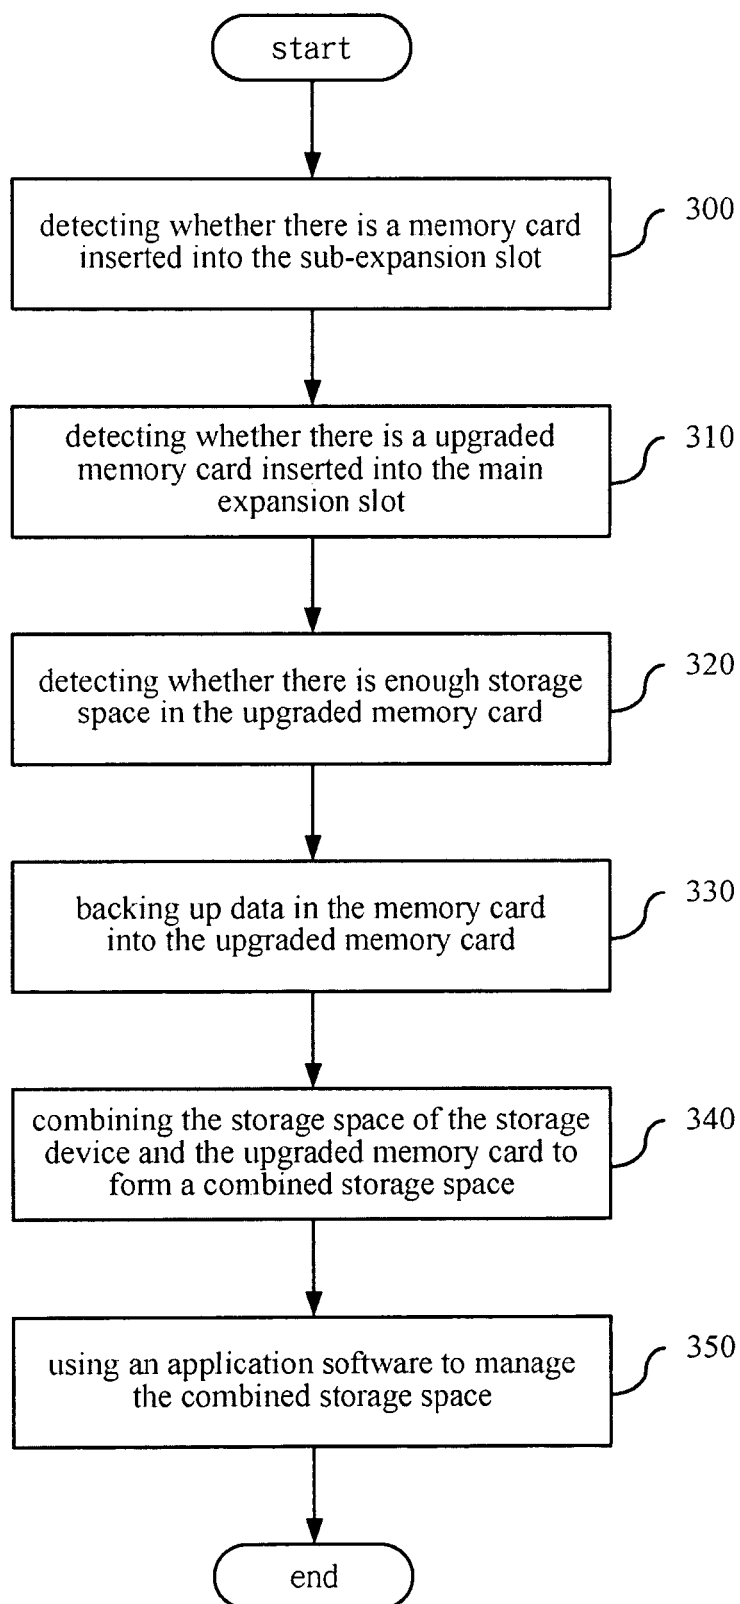 start
detecting whether there is a memory card
inserted into the sub-expansion slot
300
detecting whether there is a upgraded
memory card inserted into the main
expansion slot
310
detecting whether there is enough storage
space in the upgraded memory card
320
backing up data in the memory card
into the upgraded memory card
330
combining the storage space of the storage
device and the upgraded memory card to
form a combined storage space
340
using an application software to manage
the combined storage space
350
end